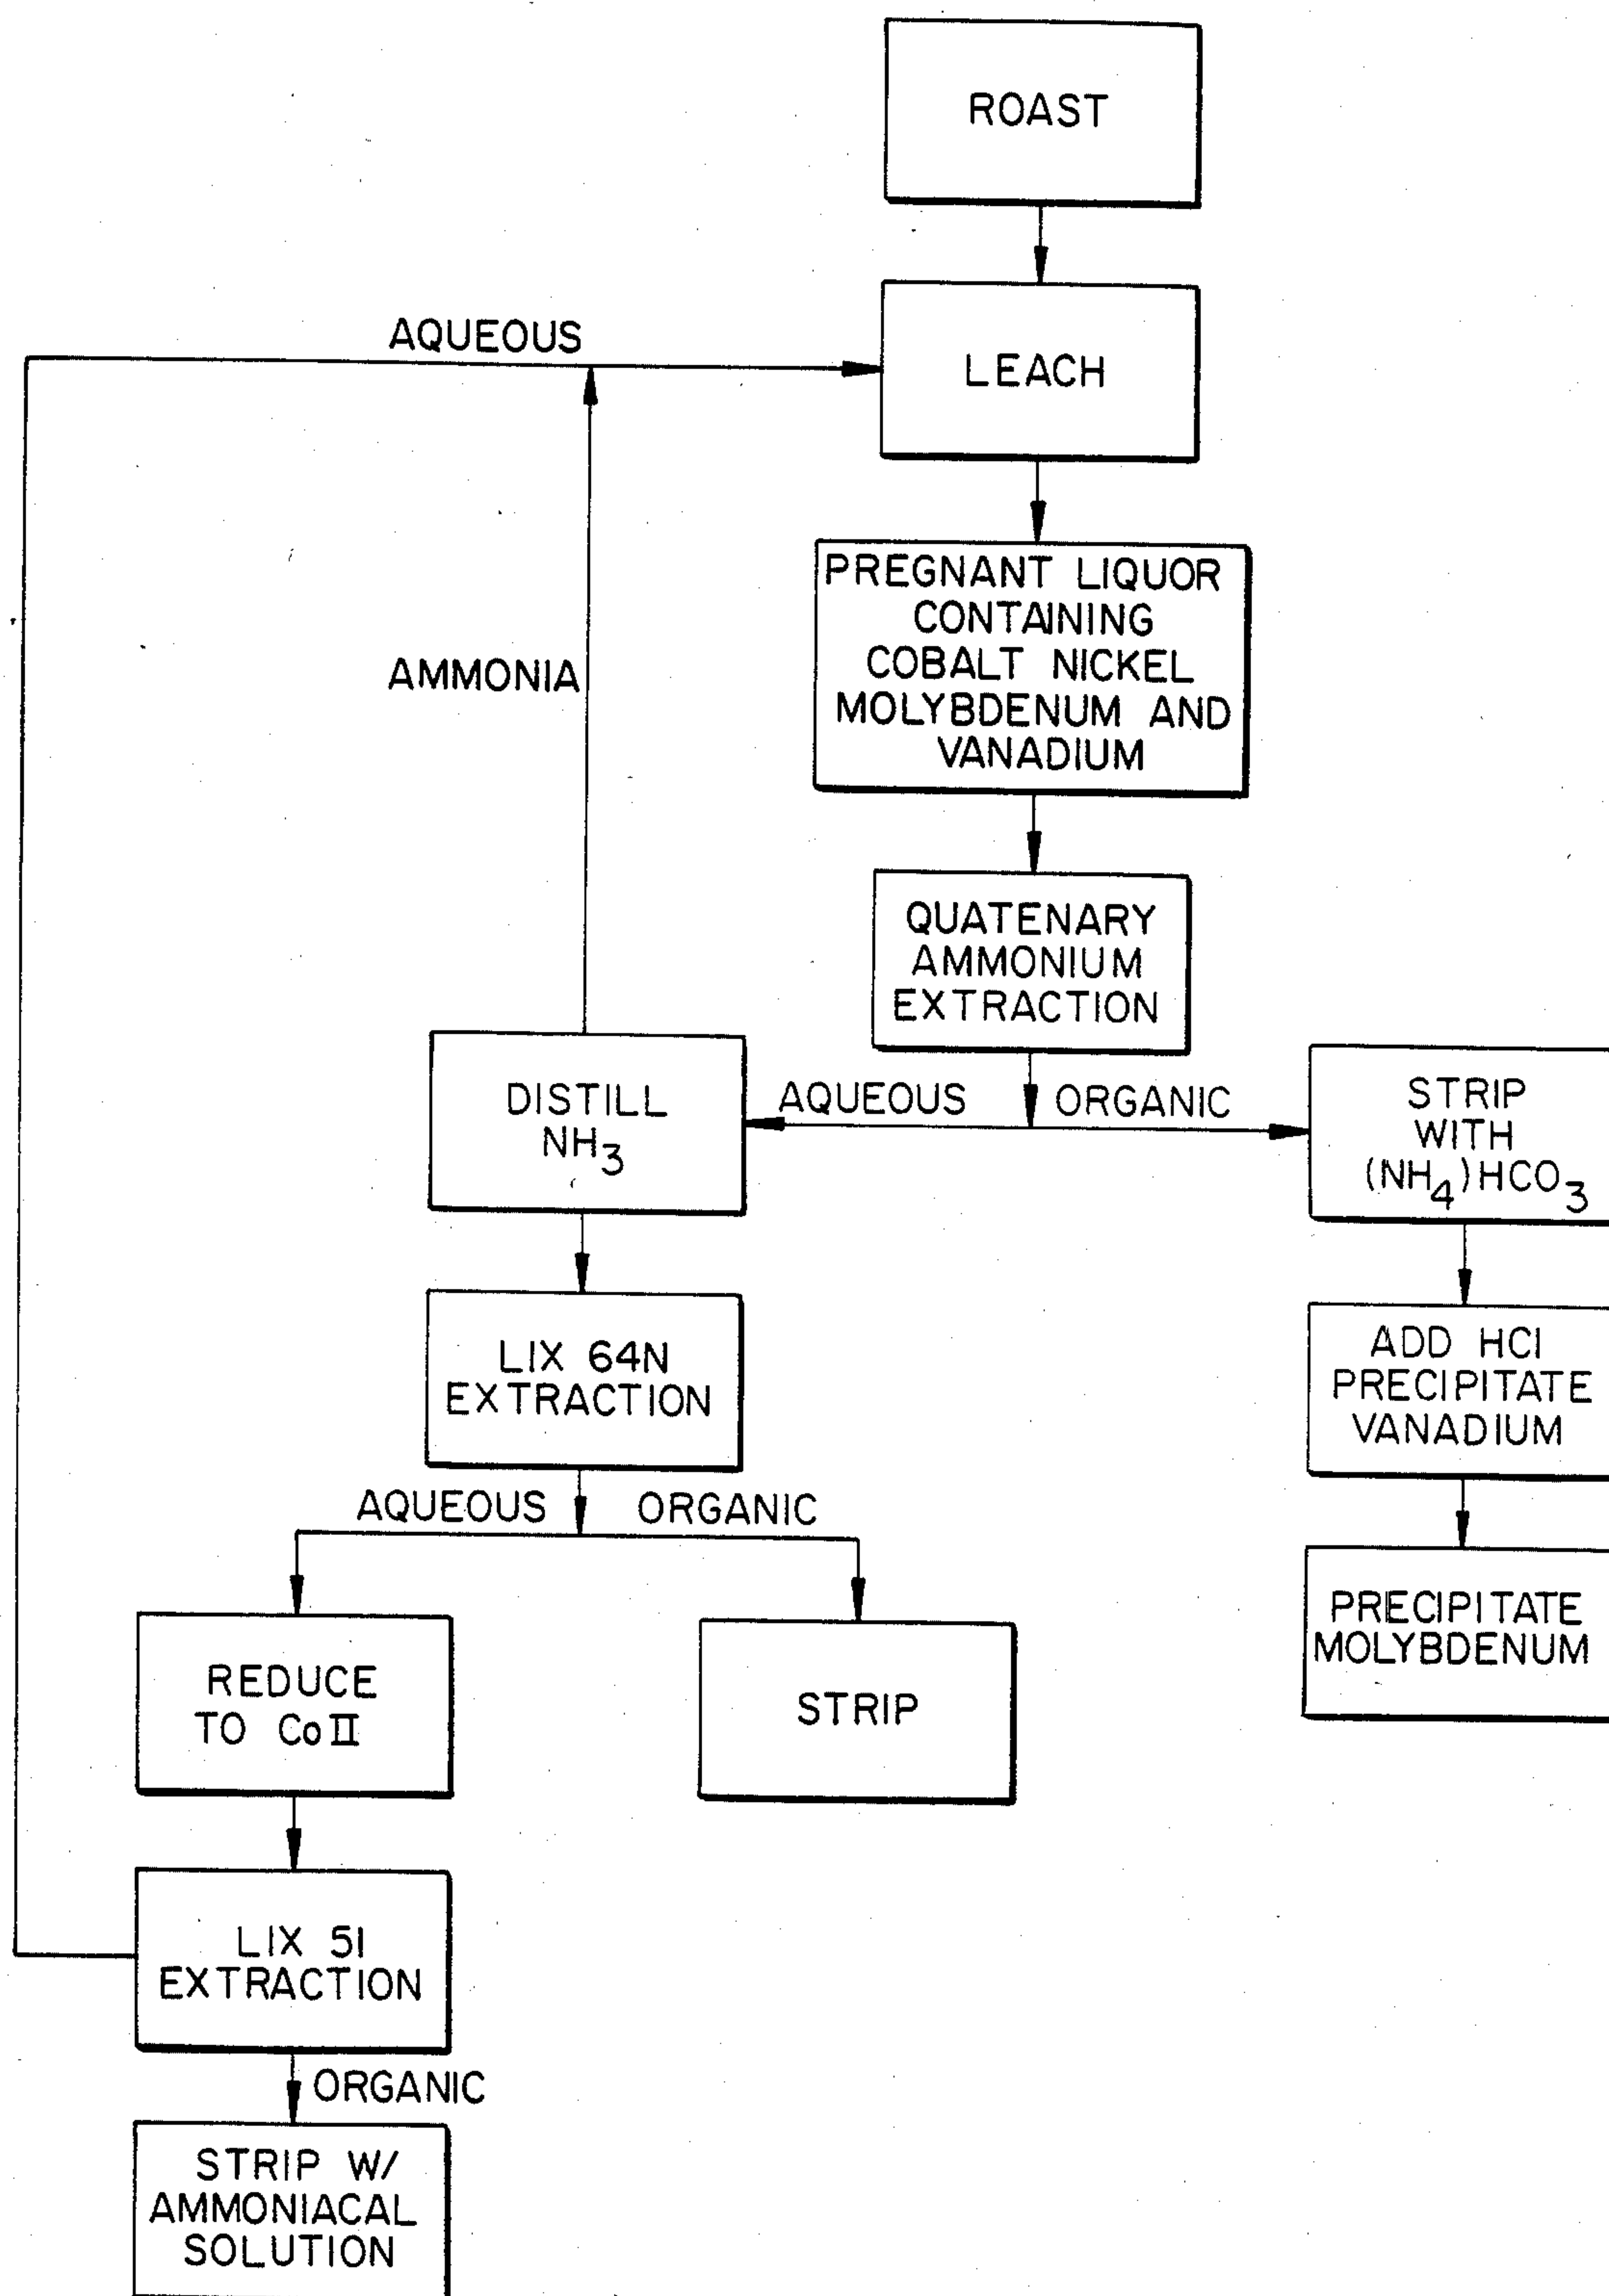 ROAST
AQUEOUS
LEACH
PREGNANT LIQUOR
CONTAINING
COBALT NICKEL
MOLYBDENUM AND
VANADIUM
AMMONIA
QUATENARY
AMMONIUM
EXTRACTION
DISTILL
NH3
AQUEOUS
ORGANIC
STRIP
WITH
(NH4)HCO3
LIX 64N
EXTRACTION
ADD HCl
PRECIPITATE
VANADIUM
AQUEOUS
ORGANIC
PRECIPITATE
MOLYBDENUM
REDUCE
TO CoII
STRIP
LIX 51
EXTRACTION
ORGANIC
STRIP W/
AMMONIACAL
SOLUTION